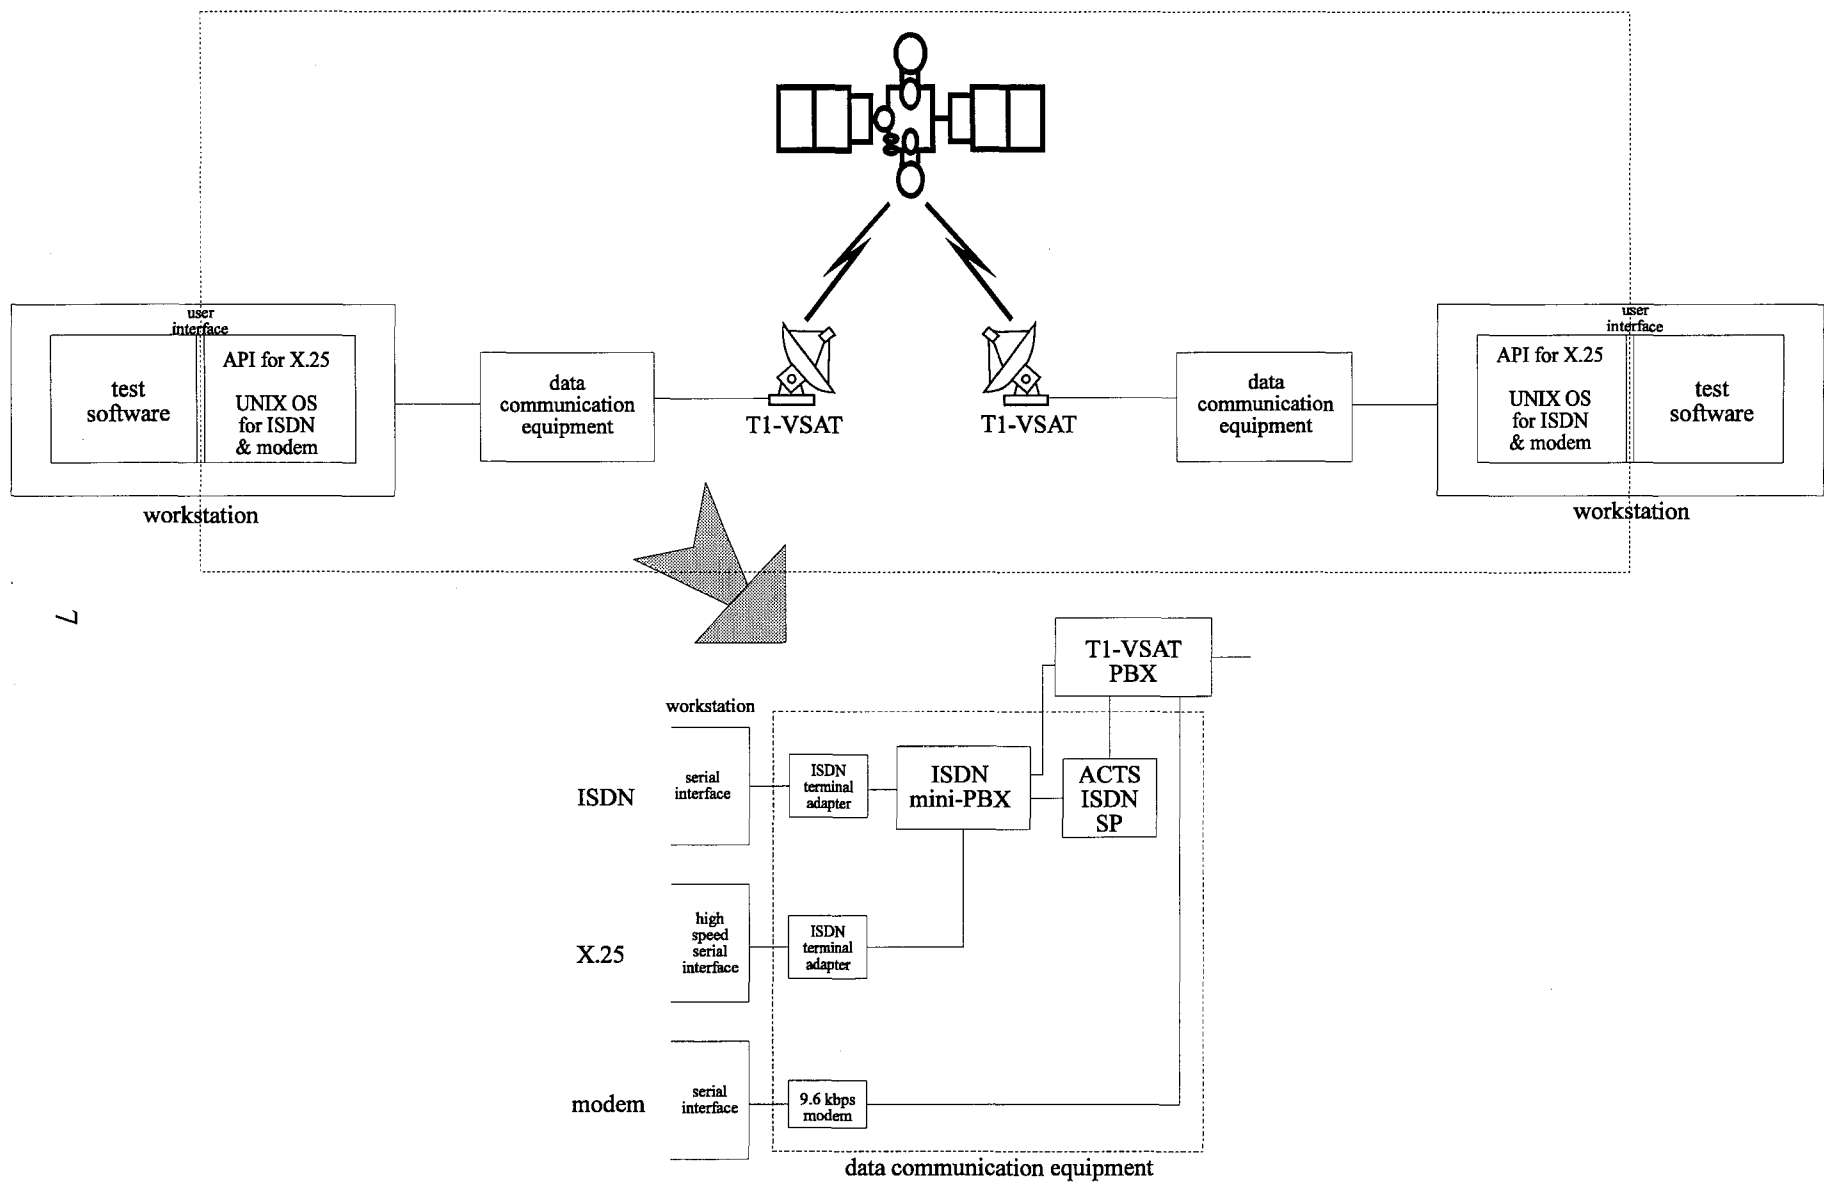 user
interface
test
software
API for X.25
UNIX OS
for ISDN
& modem
workstation
data
communication
equipment
T1-VSAT
T1-VSAT
data
communication
equipment
user
interface
API for X.25
UNIX OS
for ISDN
& modem
test
software
workstation
7
T1-VSAT
PBX
workstation
ISDN
serial
interface
ISDN
terminal
adapter
ISDN
mini-PBX
ACTS
ISDN
SP
X.25
high
speed
serial
interface
ISDN
terminal
adapter
modem
serial
interface
9.6 kbps
modem
data communication equipment